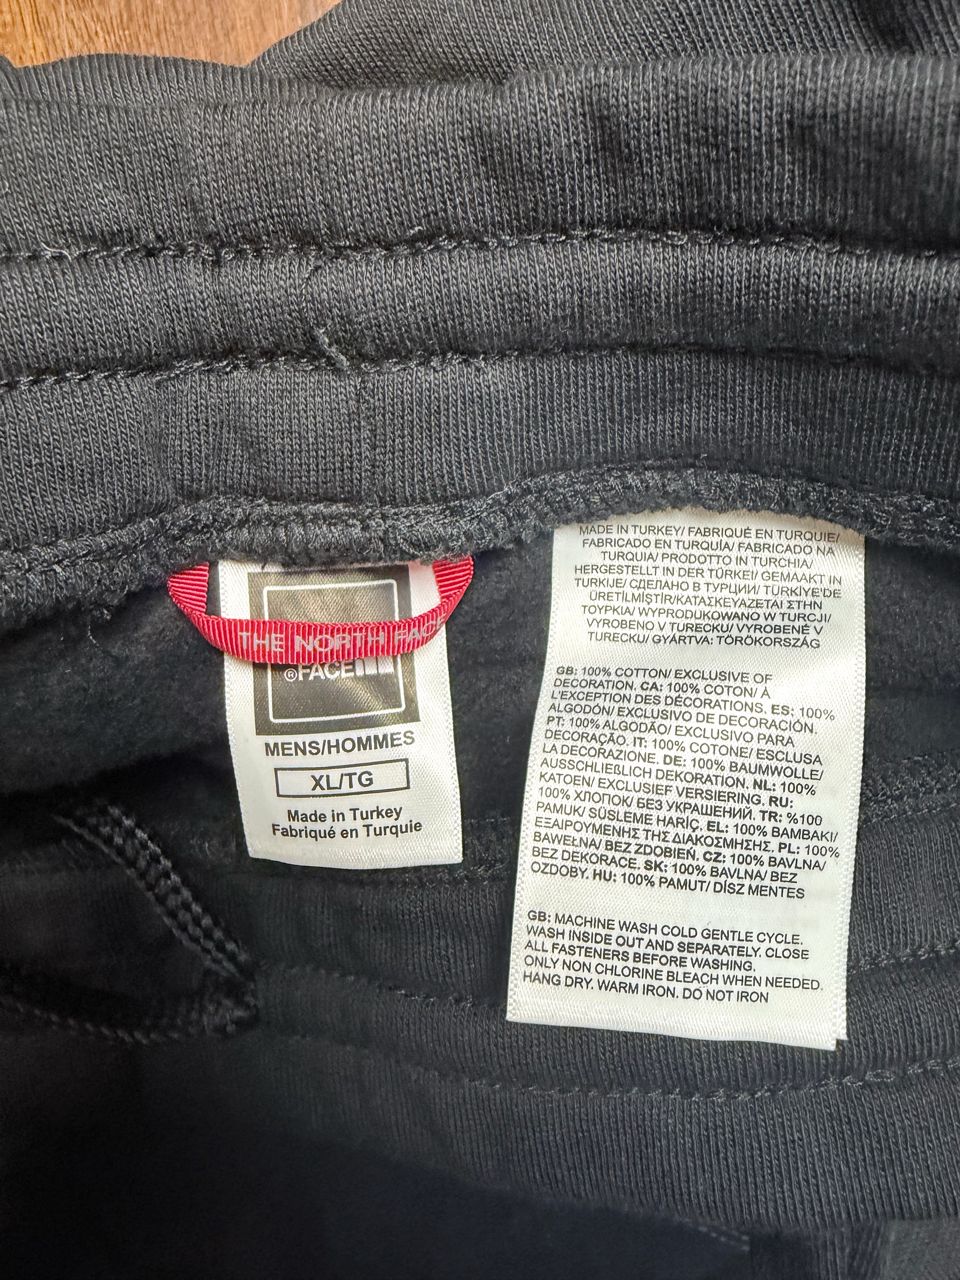 THE NORTH FACE
®FACE
MENS/HOMMES
XL/TG
Made in Turkey
Fabriqué en Turquie
MADE IN TURKEY/ FABRIQUÉ EN TURQUIE/
FABRICADO EN TURQUÍA/ FABRICADO NA
TURQUIA/ PRODOTTO IN TURCHIA/
HERGESTELLT IN DER TÜRKEI/ GEMAAKT IN
TURKIJE/ СДЕЛАНО В ТУРЦИИ/ TÜRKIYE'DE
ÜRETİLMİŞTİR/ ΚΑΤΑΣΚΕΥΑΖΕΤΑΙ ΣΤΗΝ
ΤΟΥΡΚΙΑ/ WYPRODUKOWANO W TURCJI/
VYROBENO V TURECKU/ VYROBENÉ V
TURECKU/ GYÁRTVA: TÖRÖKORSZÁG
GB: 100% COTTON/ EXCLUSIVE OF
DECORATION. CA: 100% COTON/ À
L'EXCEPTION DES DÉCORATIONS. ES: 100%
ALGODÓN/ EXCLUSIVO DE DECORACIÓN.
PT: 100% ALGODÃO/ EXCLUSIVO PARA
DECORAÇÃO. IT: 100% COTONE/ ESCLUSA
LA DECORAZIONE. DE: 100% BAUMWOLLE/
AUSSCHLIEßLICH DEKORATION. NL: 100%
KATOEN/ EXCLUSIEF VERSIERING. RU:
100% ХЛОПОК/ БЕЗ УКРАШЕНИЙ. TR: %100
PAMUK/ SÜSLEME HARİÇ. EL: 100% ΒΑΜΒΑΚΙ/
ΕΞΑΙΡΟΥΜΕΝΗΣ ΤΗΣ ΔΙΑΚΟΣΜΗΣΗΣ. PL: 100%
BAWEŁNA/ BEZ ZDOBIEŃ. CZ: 100% BAVLNA/
BEZ DEKORACE. SK: 100% BAVLNA/ BEZ
OZDOBY. HU: 100% PAMUT/ DÍSZ MENTES
GB: MACHINE WASH COLD GENTLE CYCLE.
WASH INSIDE OUT AND SEPARATELY. CLOSE
ALL FASTENERS BEFORE WASHING.
ONLY NON CHLORINE BLEACH WHEN NEEDED.
HANG DRY. WARM IRON. DO NOT IRON